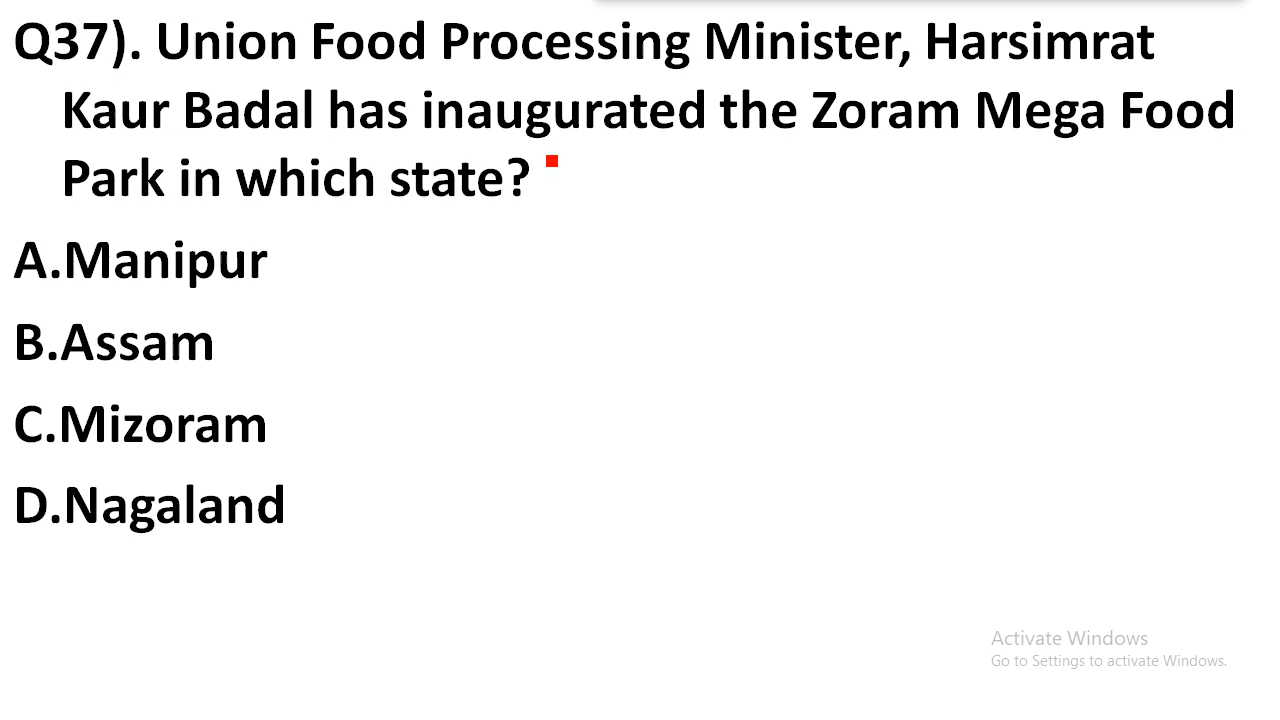 Q37). Union Food Processing Minister, Harsimrat
Kaur Badal has inaugurated the Zoram Mega Food
Park in which state?
A.Manipur
B.Assam
C.Mizoram
D.Nagaland
Activate Windows
Go to Settings to activate Windows.